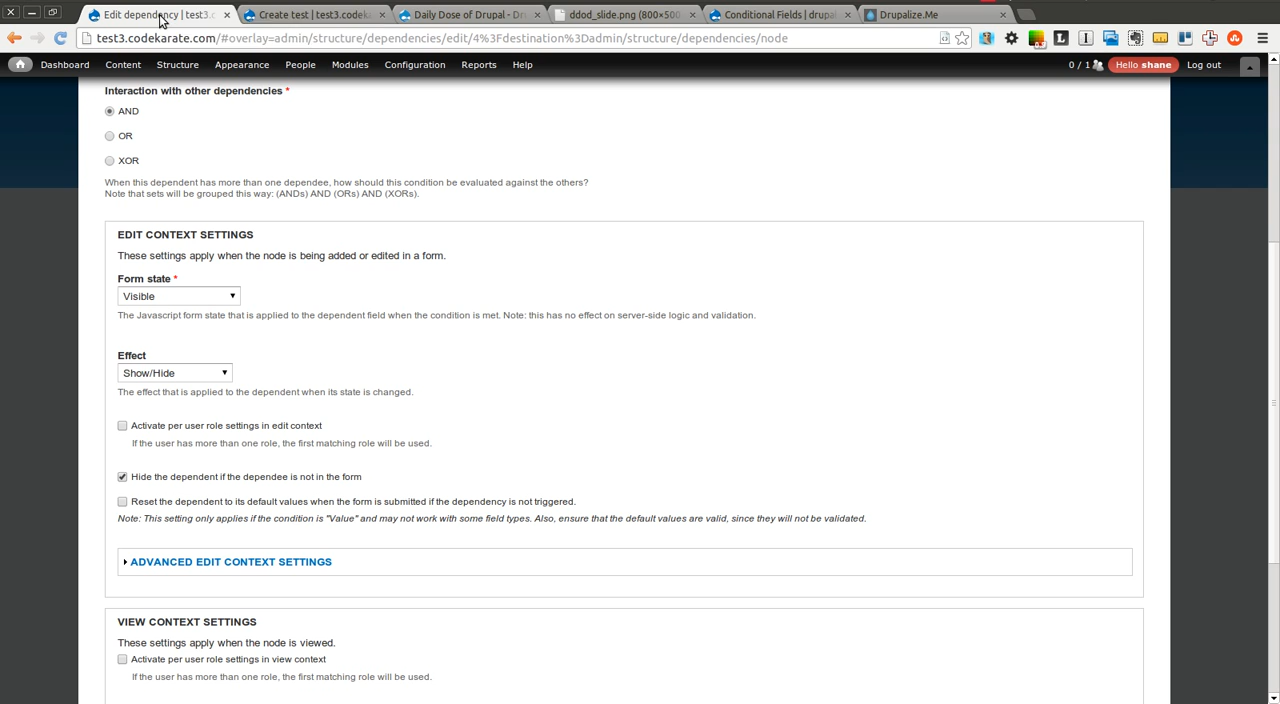 Edit dependency | test3.c
Create test | test3.codek
Daily Dose of Drupal - Dr
ddod_slide.png (800×500
Conditional Fields | drupal
Drupalize.Me
test3.codekarate.com/#overlay=admin/structure/dependencies/edit/4%3Fdestination%3Dadmin/structure/dependencies/node
Dashboard Content Structure Appearance People Modules Configuration Reports Help 0 / 1 Hello shane Log out
Interaction with other dependencies *
AND
OR
XOR
When this dependent has more than one dependee, how should this condition be evaluated against the others?
Note that sets will be grouped this way: (ANDs) AND (ORs) AND (XORs).
EDIT CONTEXT SETTINGS
These settings apply when the node is being added or edited in a form.
Form state *
Visible
The Javascript form state that is applied to the dependent field when the condition is met. Note: this has no effect on server-side logic and validation.
Effect
Show/Hide
The effect that is applied to the dependent when its state is changed.
Activate per user role settings in edit context
If the user has more than one role, the first matching role will be used.
Hide the dependent if the dependee is not in the form
Reset the dependent to its default values when the form is submitted if the dependency is not triggered.
Note: This setting only applies if the condition is "Value" and may not work with some field types. Also, ensure that the default values are valid, since they will not be validated.
ADVANCED EDIT CONTEXT SETTINGS
VIEW CONTEXT SETTINGS
These settings apply when the node is viewed.
Activate per user role settings in view context
If the user has more than one role, the first matching role will be used.